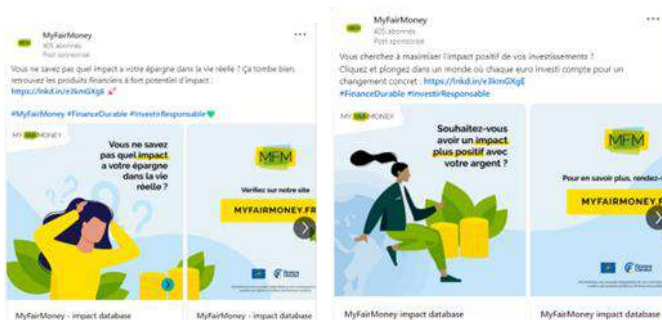 MyFairMoney
405 abonnés
Post sponsorisé
Vous ne savez pas quel impact a votre épargne dans la vie réelle ? Ça tombe bien,
retrouvez les produits financiers à fort potentiel d'impact :
https://lnkd.in/e3kmGXgE
#MyFairMoney #FinanceDurable #InvestirResponsable
MY FAIR MONEY
Vous ne savez
pas quel impact
a votre épargne
dans la vie
réelle ?
MFM
Vérifiez sur notre site
MYFAIRMONEY.FR
MyFairMoney - impact database
MyFairMoney - impact database
MyFairMoney
405 abonnés
Post sponsorisé
Vous cherchez à maximiser l'impact positif de vos investissements ?
Cliquez et plongez dans un monde où chaque euro investi compte pour un
changement concret : https://lnkd.in/e3kmGXgE
#FinanceDurable #InvestirResponsable
MY FAIR MONEY
Souhaitez-vous
avoir un impact
plus positif avec
votre argent ?
MFM
Pour en savoir plus, rendez-
MYFAIRMONEY.F
MyFairMoney impact database
MyFairMoney impact database